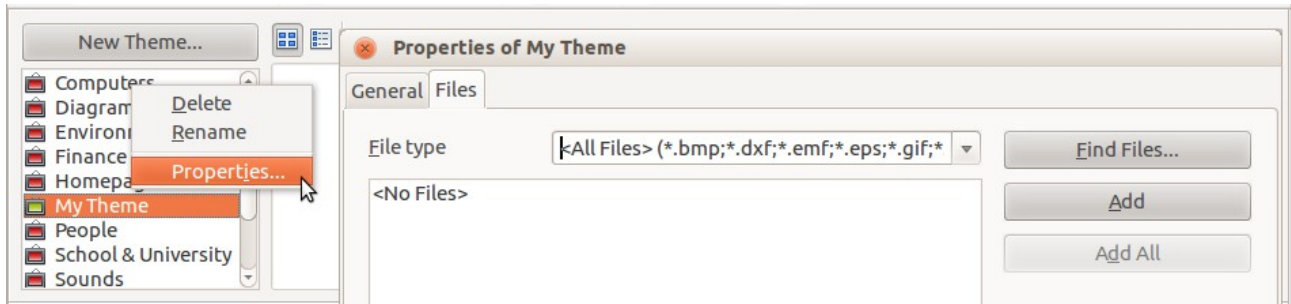 New Theme...
Computers
Diagram
Environ
Finance
Homepa
My Theme
People
School & University
Sounds
Delete
Rename
Properties...
Properties of My Theme
General Files
File type
<All Files> (*.bmp;*.dxf;*.emf;*.eps;*.gif;*
Find Files...
<No Files>
Add
Add All